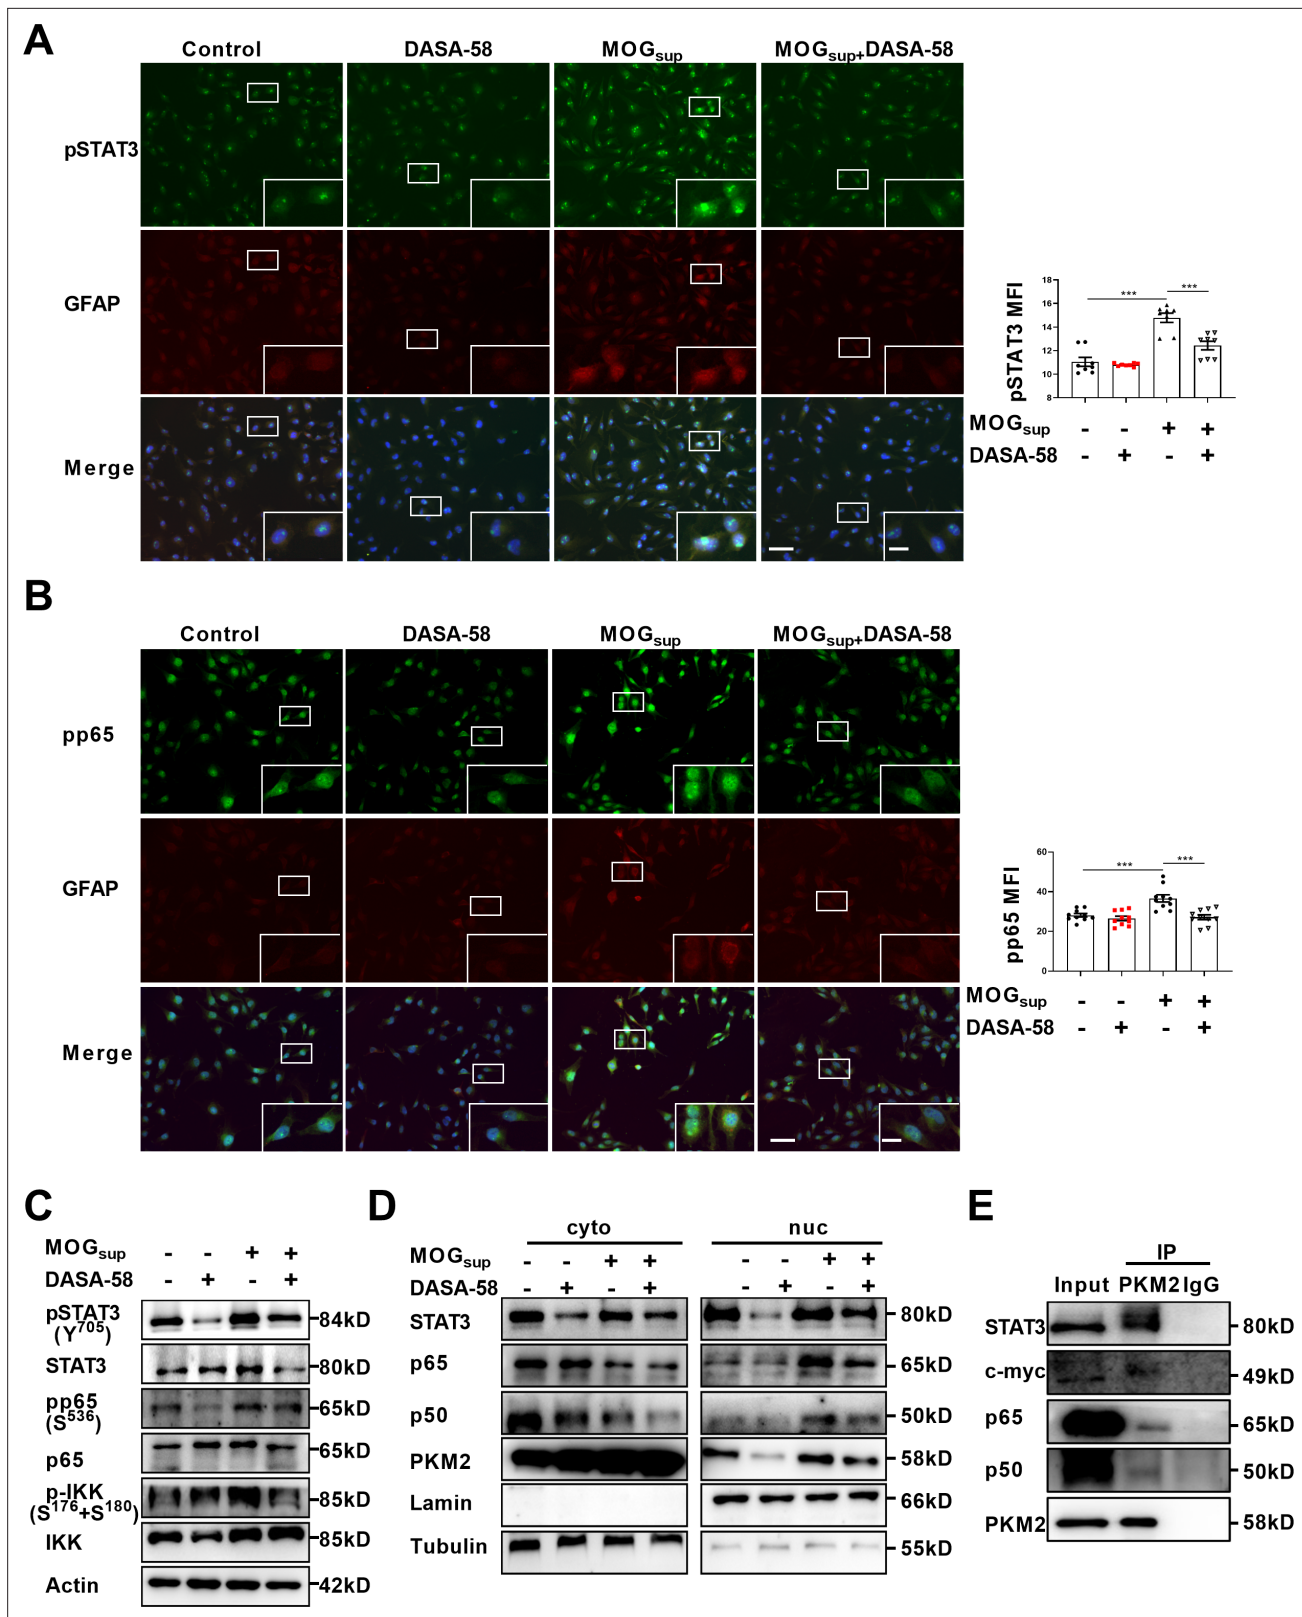 A
Control DASA-58 MOGsup MOGsup+DASA-58
pSTAT3
GFAP
Merge
pSTAT3 MFI
18
16
14
12
10
8
*** ***
MOGsup - - + +
DASA-58 - + - +
B
Control DASA-58 MOGsup MOGsup+DASA-58
pp65
GFAP
Merge
pp65 MFI
60
40
20
0
*** ***
MOGsup - - + +
DASA-58 - + - +
C
MOGsup - - + +
DASA-58 - + - +
pSTAT3 (Y705) 84kD
STAT3 80kD
pp65 (S536) 65kD
p65 65kD
p-IKK (S176+S180) 85kD
IKK 85kD
Actin 42kD
D
cyto nuc
MOGsup - - + + - - + +
DASA-58 - + - + - + - +
STAT3 80kD
p65 65kD
p50 50kD
PKM2 58kD
Lamin 66kD
Tubulin 55kD
E
IP
Input PKM2 IgG
STAT3 80kD
c-myc 49kD
p65 65kD
p50 50kD
PKM2 58kD